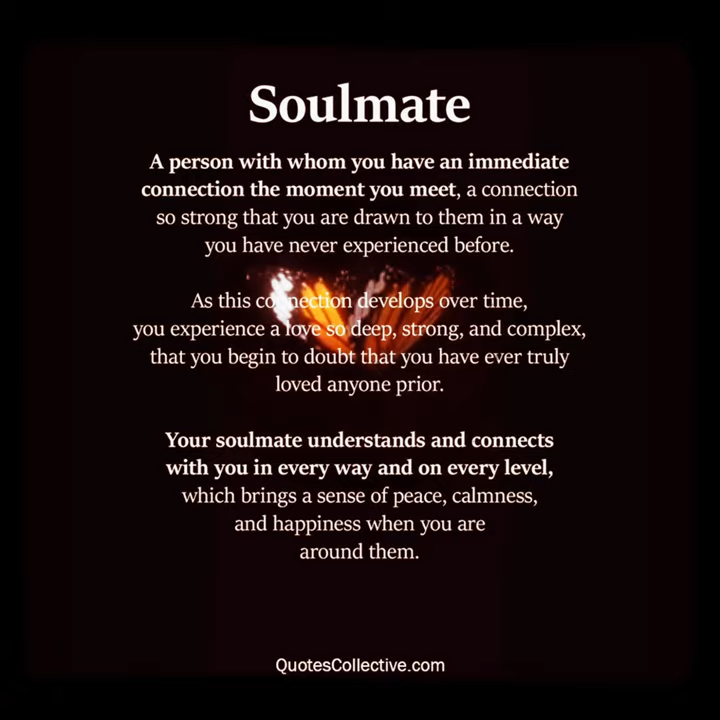 Soulmate
A person with whom you have an immediate
connection the moment you meet, a connection
so strong that you are drawn to them in a way
you have never experienced before.
As this connection develops over time,
you experience a love so deep, strong, and complex,
that you begin to doubt that you have ever truly
loved anyone prior.
Your soulmate understands and connects
with you in every way and on every level,
which brings a sense of peace, calmness,
and happiness when you are
around them.
QuotesCollective.com